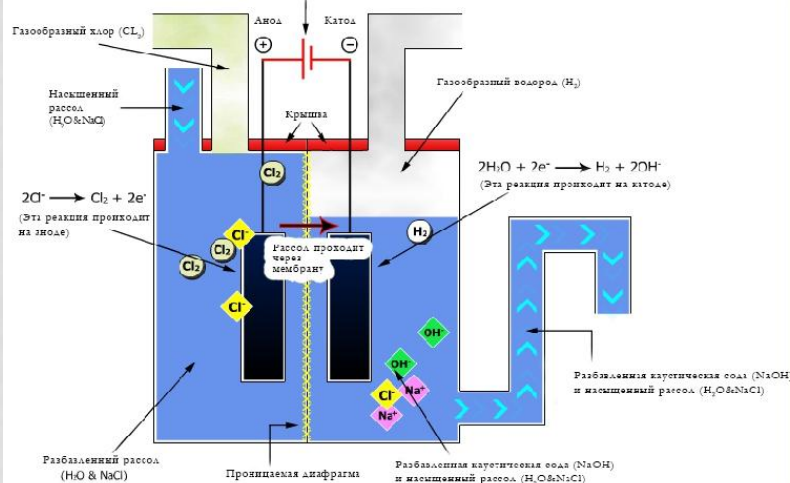 Анод
Катод
Газообразный хлор (CL₂)
+
−
Насыщенный
рассол
(H₂O&NaCl)
Крышка
Газообразный водород (H₂)
2H₂O + 2e⁻ → H₂ + 2OH⁻
(Эта реакция происходит на катоде)
2Cl⁻ → Cl₂ + 2e⁻
(Эта реакция происходит
на аноде)
Cl₂
Cl⁻
Cl₂
Cl₂
Cl⁻
Рассол проходит
через
мембрану
H₂
OH⁻
OH⁻
Cl⁻
Na⁺
Na⁺
Разбавленная каустическая сода (NaOH)
и насыщенный рассол (H₂O&NaCl)
Разбавленный рассол
(H₂O & NaCl)
Проницаемая диафрагма
Разбавленная каустическая сода (NaOH)
и насыщенный рассол (H₂O&NaCl)